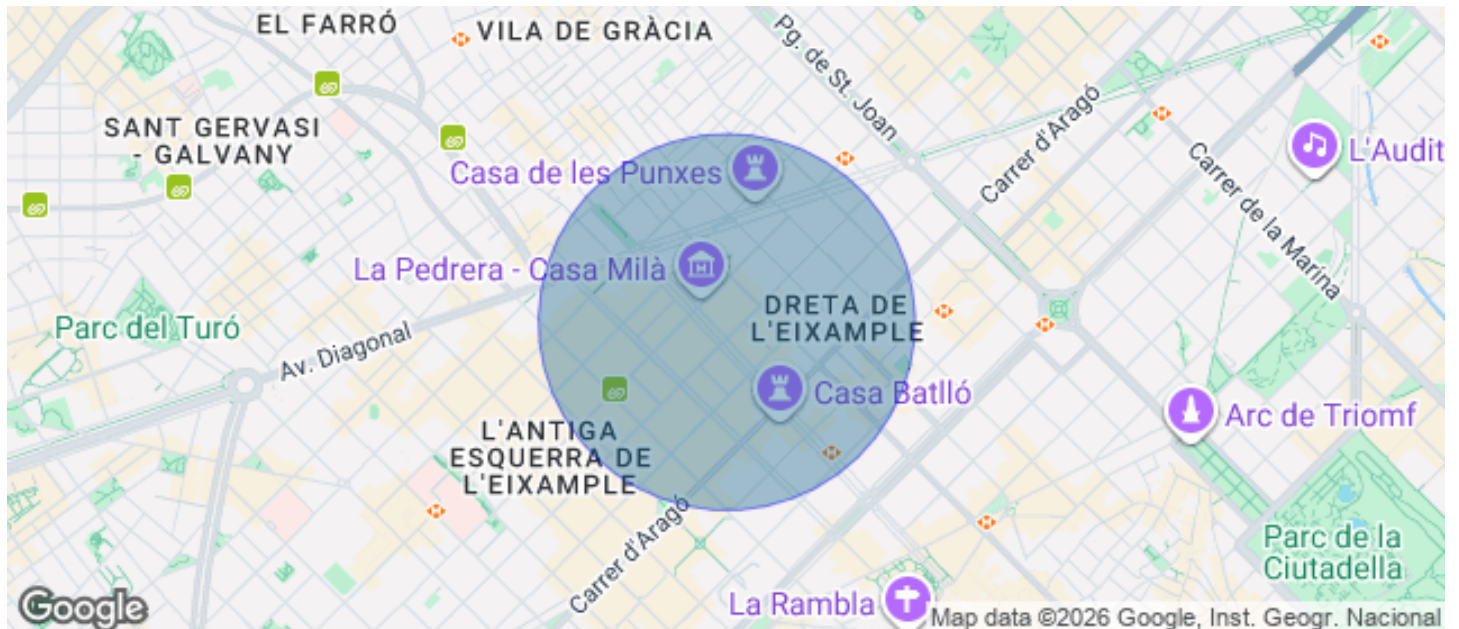 EL FARRÓ
VILA DE GRÀCIA
Pg. de St. Joan
SANT GERVASI
- GALVANY
Casa de les Punxes
Carrer d'Aragó
L'Audit
Carrer de la Marina
La Pedrera - Casa Milà
DRETA DE
L'EIXAMPLE
Parc del Turó
Av. Diagonal
Casa Batlló
Arc de Triomf
L'ANTIGA
ESQUERRA DE
L'EIXAMPLE
Carrer d'Aragó
Parc de la
Ciutadella
La Rambla
Google
Map data ©2026 Google, Inst. Geogr. Nacional